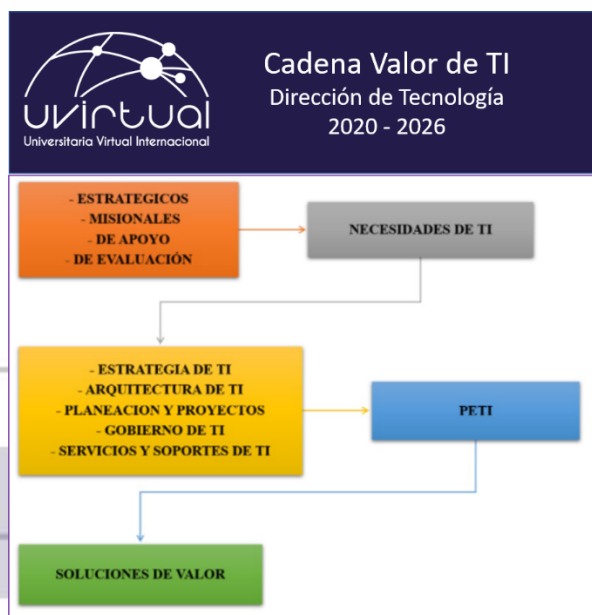 Cadena Valor de TI
Dirección de Tecnología
2020 - 2026
uvirtual
Universitaria Virtual Internacional
- ESTRATEGICOS
- MISIONALES
- DE APOYO
- DE EVALUACIÓN
NECESIDADES DE TI
- ESTRATEGIA DE TI
- ARQUITECTURA DE TI
- PLANEACION Y PROYECTOS
- GOBIERNO DE TI
- SERVICIOS Y SOPORTES DE TI
PETI
SOLUCIONES DE VALOR